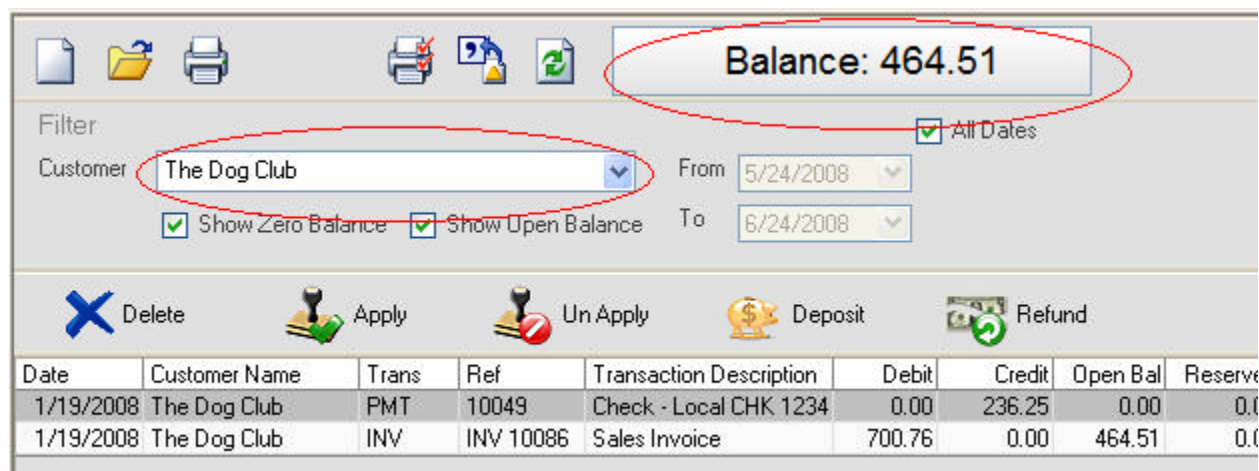 Balance: 464.51
Filter
All Dates
Customer The Dog Club From 5/24/2008
Show Zero Balance Show Open Balance To 6/24/2008
Delete Apply Un Apply Deposit Refund
Date Customer Name Trans Ref Transaction Description Debit Credit Open Bal Reserve
1/19/2008 The Dog Club PMT 10049 Check - Local CHK 1234 0.00 236.25 0.00 0.0
1/19/2008 The Dog Club INV INV 10086 Sales Invoice 700.76 0.00 464.51 0.0